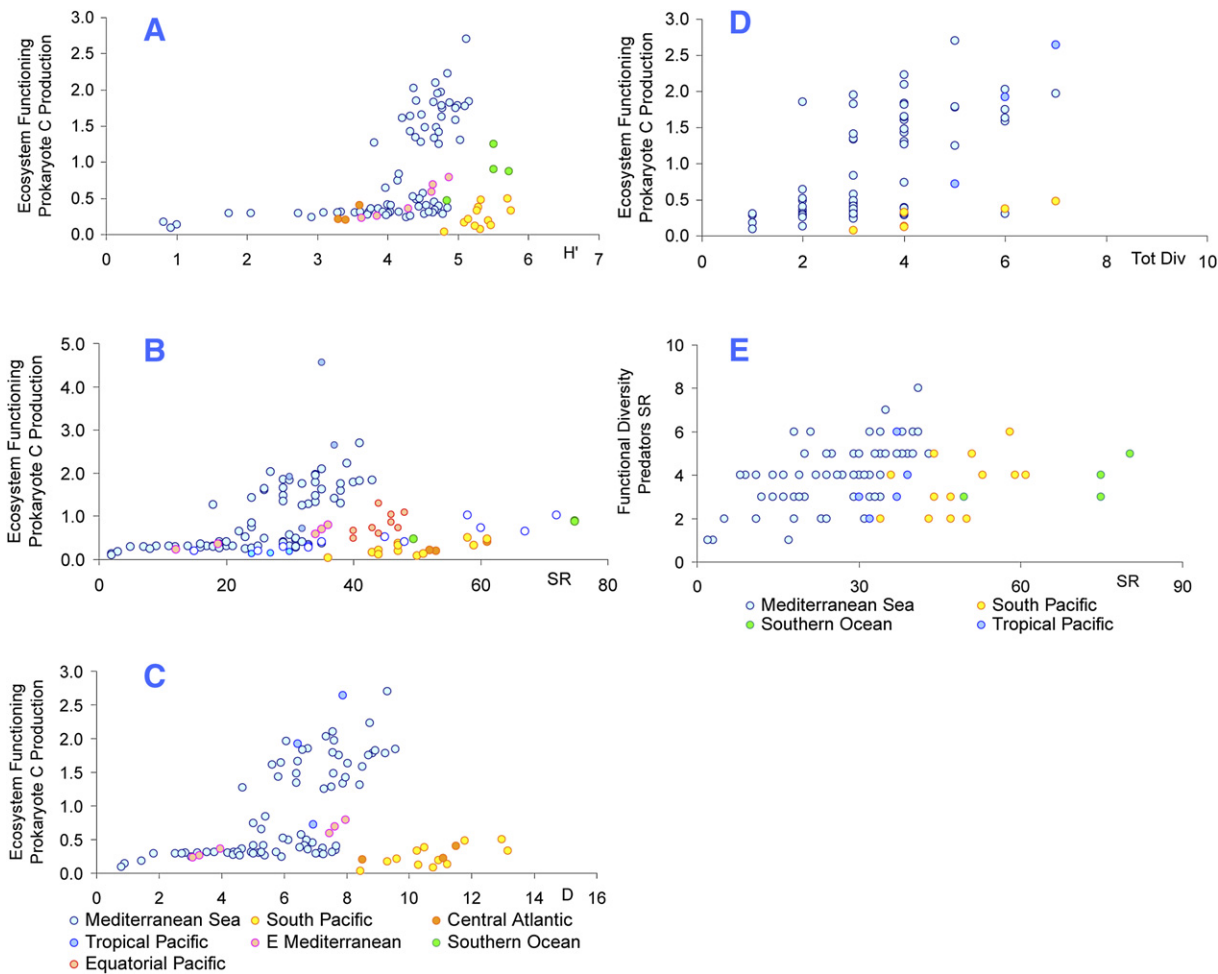 A
Ecosystem Functioning
Prokaryote C Production
3.0
2.5
2.0
1.5
1.0
0.5
0.0
0 1 2 3 4 5 6 7
H'
D
Ecosystem Functioning
Prokaryote C Production
3.0
2.5
2.0
1.5
1.0
0.5
0.0
0 2 4 6 8 10
Tot Div
B
Ecosystem Functioning
Prokaryote C Production
5.0
4.0
3.0
2.0
1.0
0.0
0 20 40 60 80
SR
E
Functional Diversity
Predators SR
10
8
6
4
2
0
0 30 60 90
SR
Mediterranean Sea South Pacific
Southern Ocean Tropical Pacific
C
Ecosystem Functioning
Prokaryote C Production
3.0
2.5
2.0
1.5
1.0
0.5
0.0
0 2 4 6 8 10 12 14 16
D
Mediterranean Sea South Pacific Central Atlantic
Tropical Pacific E Mediterranean Southern Ocean
Equatorial Pacific